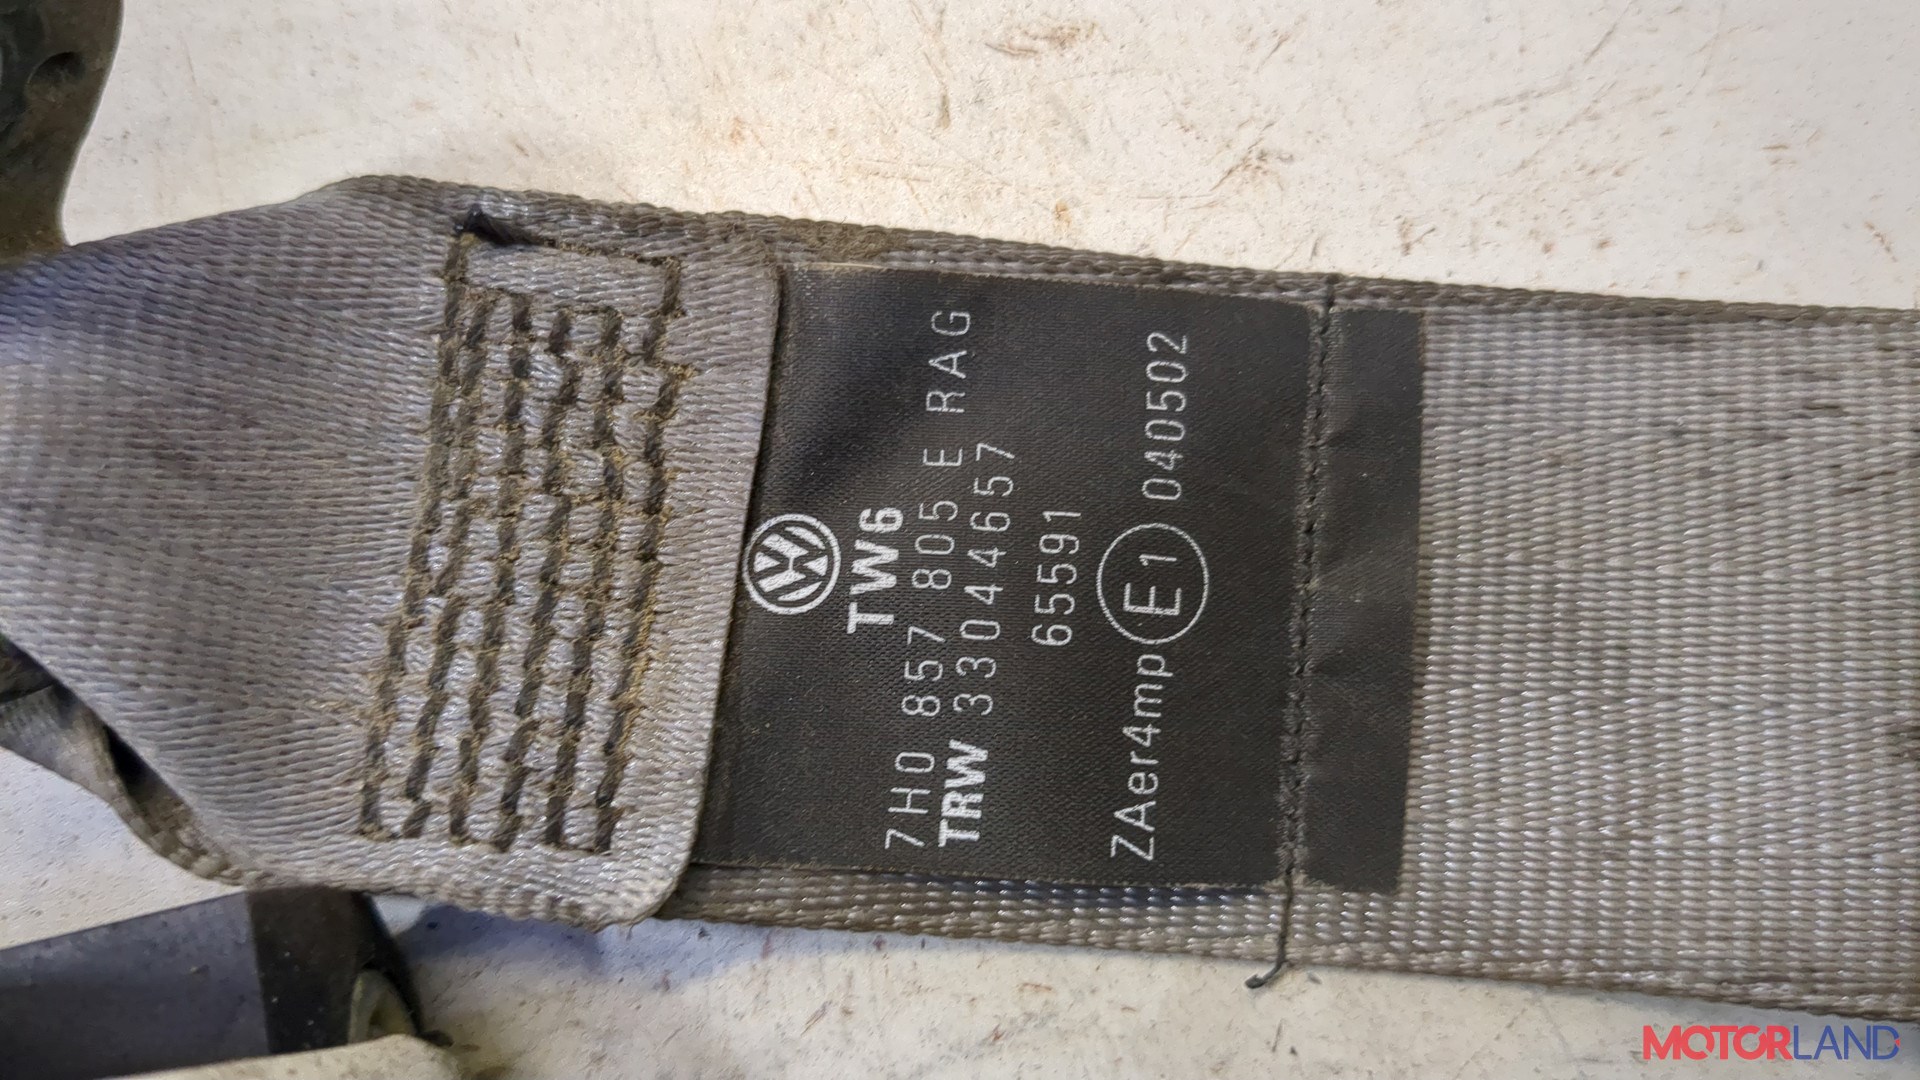 TW6
7H0 857 805 E RAG
TRW 33044657
65591
ZAer4mp E1 040502
MOTORLAND